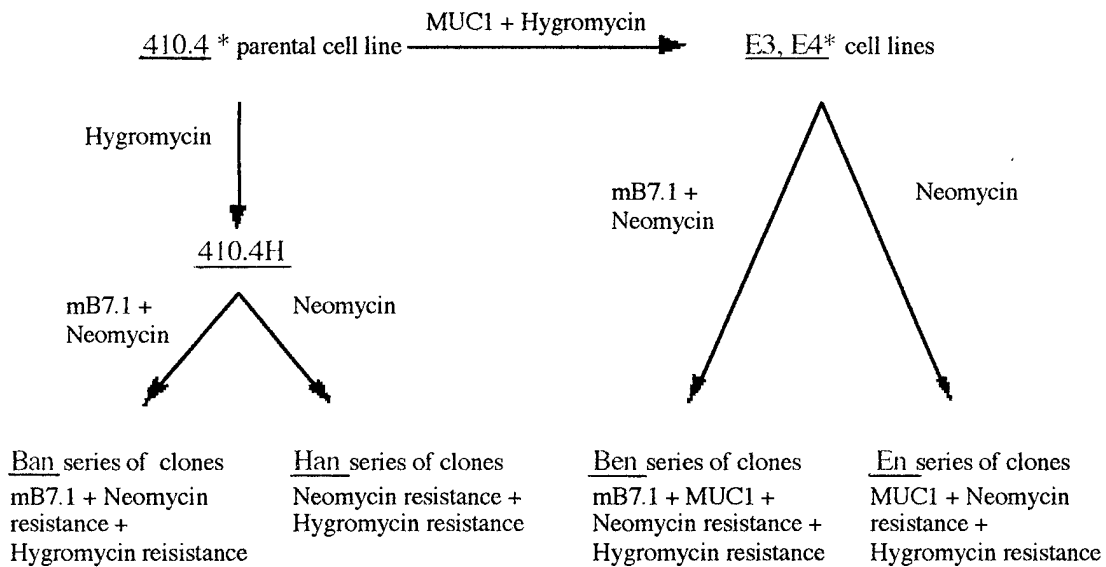 MUC1 + Hygromycin
410.4 * parental cell line
E3, E4* cell lines
Hygromycin
410.4H
mB7.1 +
Neomycin
Neomycin
mB7.1 +
Neomycin
Neomycin
Ban series of clones
mB7.1 + Neomycin
resistance +
Hygromycin reisistance
Han series of clones
Neomycin resistance +
Hygromycin resistance
Ben series of clones
mB7.1 + MUC1 +
Neomycin resistance +
Hygromycin resistance
En series of clones
MUC1 + Neomycin
resistance +
Hygromycin resistance